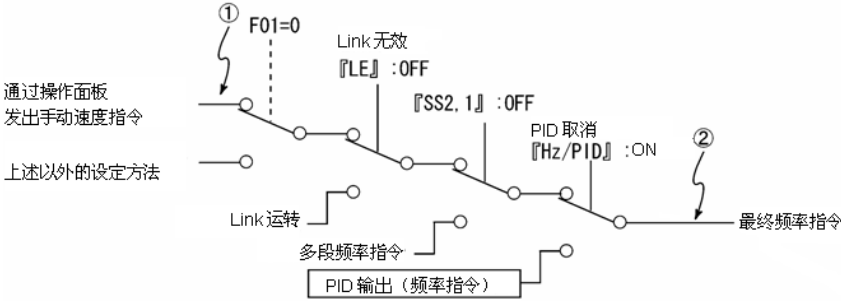 ①
F01=0
Link 无效
『LE』:OFF
通过操作面板
发出手动速度指令
『SS2,1』:OFF
PID 取消
『Hz/PID』:ON
②
上述以外的设定方法
Link 运转
最终频率指令
多段频率指令
PID 输出（频率指令）